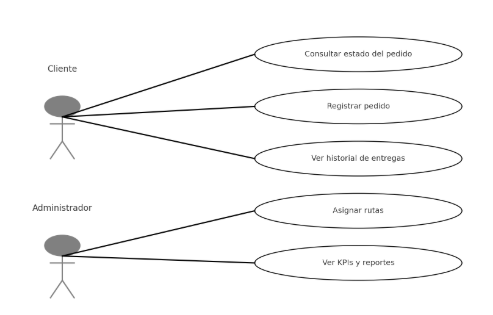 Consultar estado del pedido
Cliente
Registrar pedido
Ver historial de entregas
Administrador
Asignar rutas
Ver KPIs y reportes